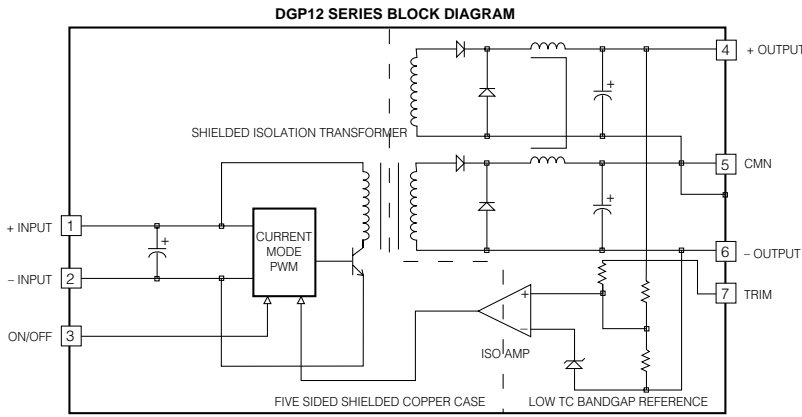 DGP12 SERIES BLOCK DIAGRAM
4
+ OUTPUT
SHIELDED ISOLATION TRANSFORMER
+
5
CMN
+ INPUT
1
+
CURRENT
MODE
PWM
+
6
– OUTPUT
– INPUT
2
7
TRIM
+
–
ON/OFF
3
ISO AMP
FIVE SIDED SHIELDED COPPER CASE
LOW TC BANDGAP REFERENCE